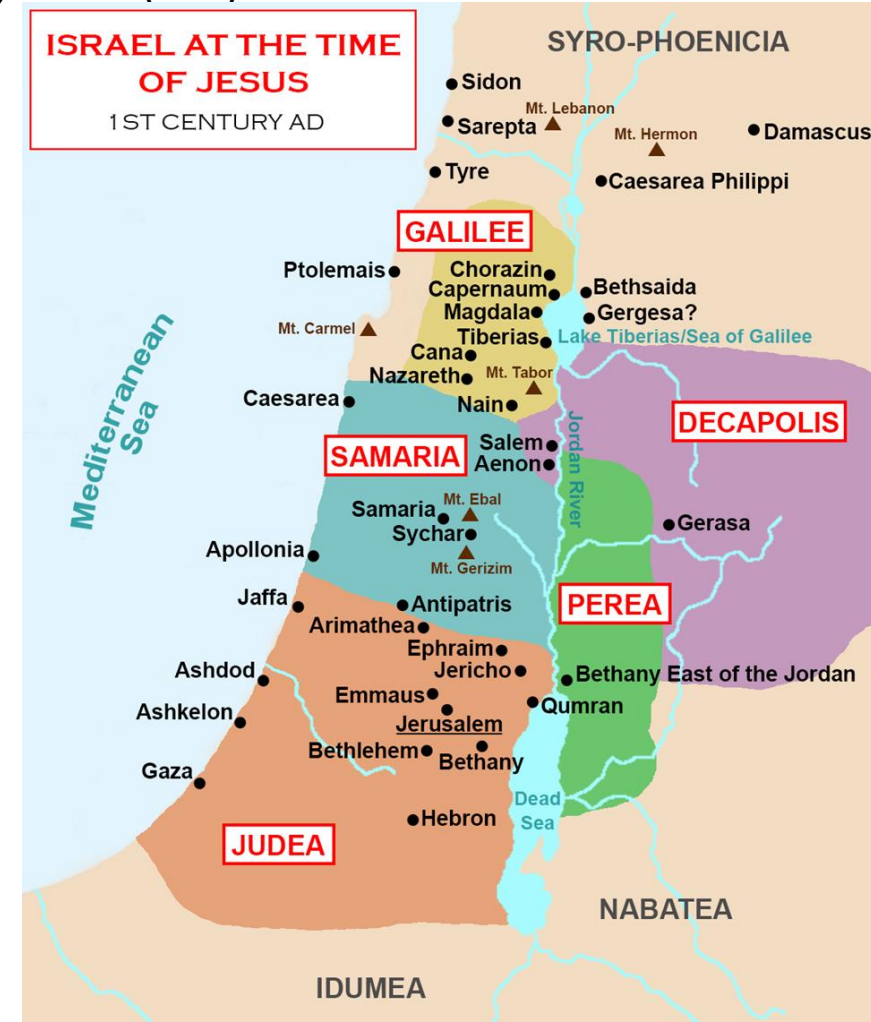 ISRAEL AT THE TIME
OF JESUS
1ST CENTURY AD
SYRO-PHOENICIA
Sidon
Mt. Lebanon
Sarepta
Mt. Hermon
Damascus
Tyre
Caesarea Philippi
GALILEE
Ptolemais
Chorazin
Capernaum
Bethsaida
Magdala
Gergesa?
Mt. Carmel
Tiberias
Lake Tiberias/Sea of Galilee
Cana
Nazareth
Mt. Tabor
Caesarea
Nain
Mediterranean
Sea
Jordan River
DECAPOLIS
Salem
SAMARIA
Aenon
Mt. Ebal
Samaria
Sychar
Gerasa
Apollonia
Mt. Gerizim
Jaffa
Antipatris
PEREA
Arimathea
Ephraim
Jericho
Ashdod
Bethany East of the Jordan
Emmaus
Qumran
Ashkelon
Jerusalem
Bethlehem
Bethany
Gaza
Dead
Sea
Hebron
JUDEA
NABATEA
IDUMEA